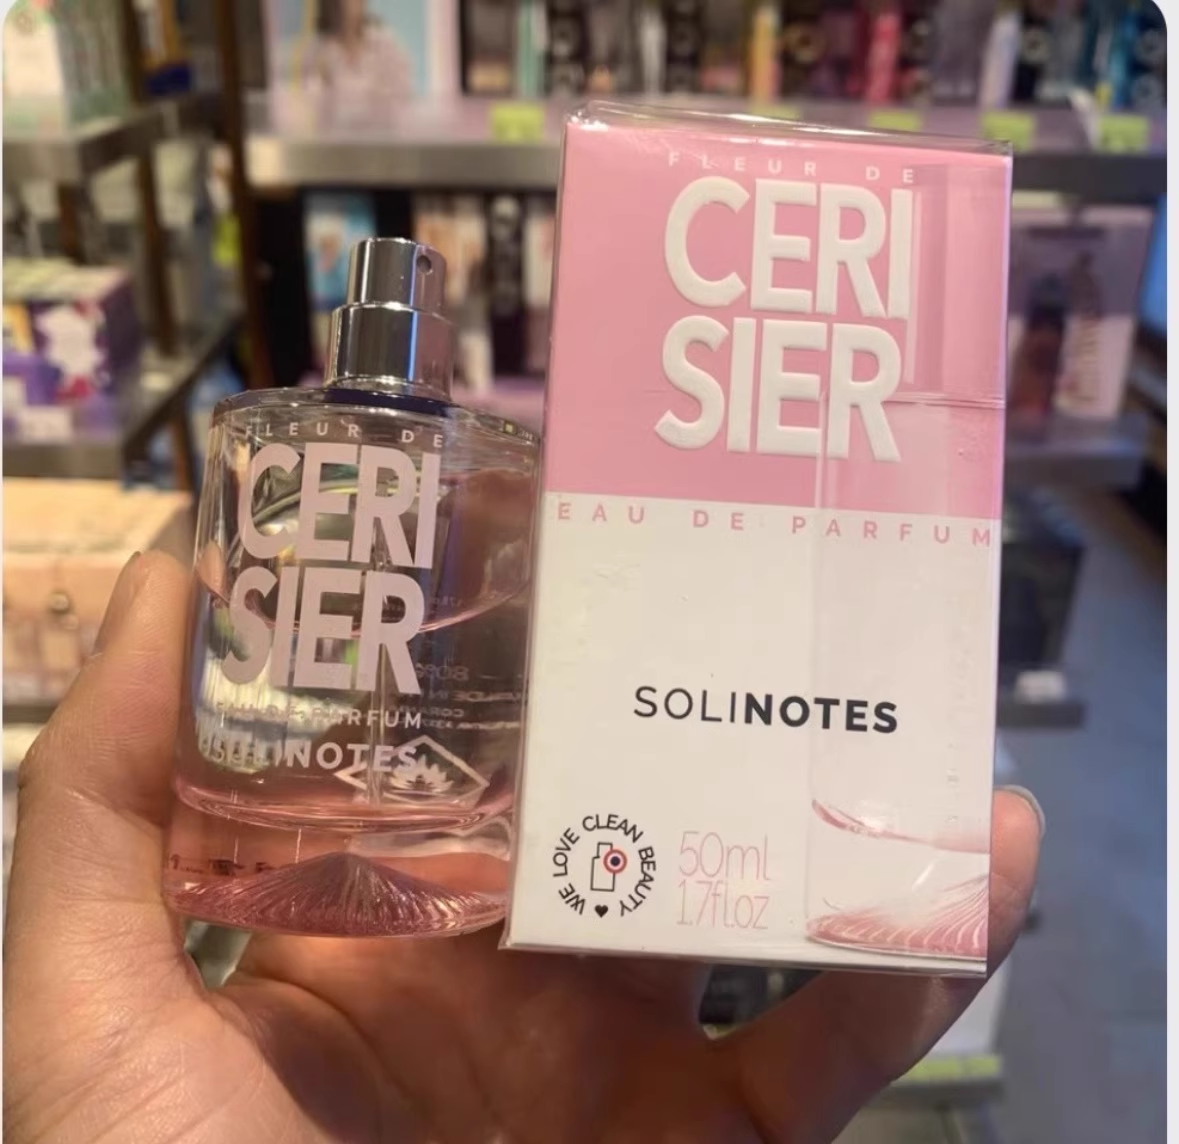 FLEUR DE
CERI
SIER
EAU DE PARFUM
SOLINOTES
FLEUR DE
CERI
SIER
EAU DE PARFUM
SOLINOTES
WE LOVE CLEAN BEAUTY
50ml
1.7fl.oz